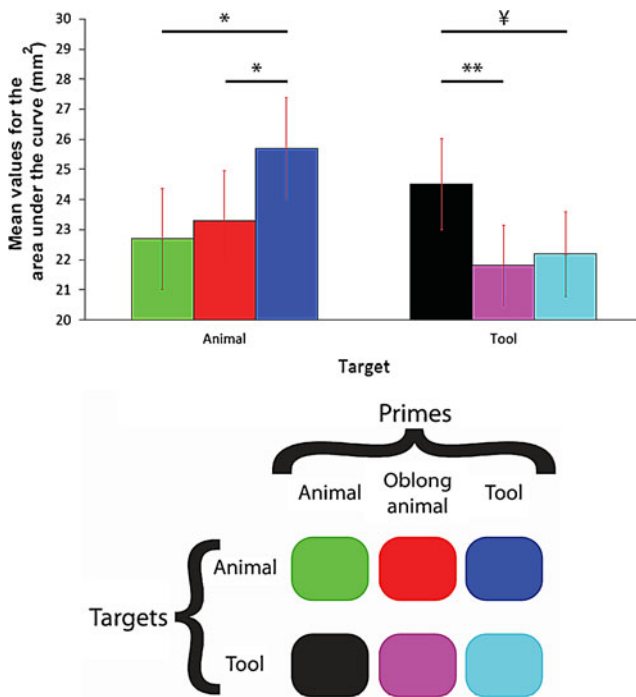 Mean values for the
area under the curve (mm²)
30
29
28
27
26
25
24
23
22
21
20
*
*
¥
**
Animal
Tool
Target
Primes
Animal
Oblong
animal
Tool
Targets
Animal
Tool